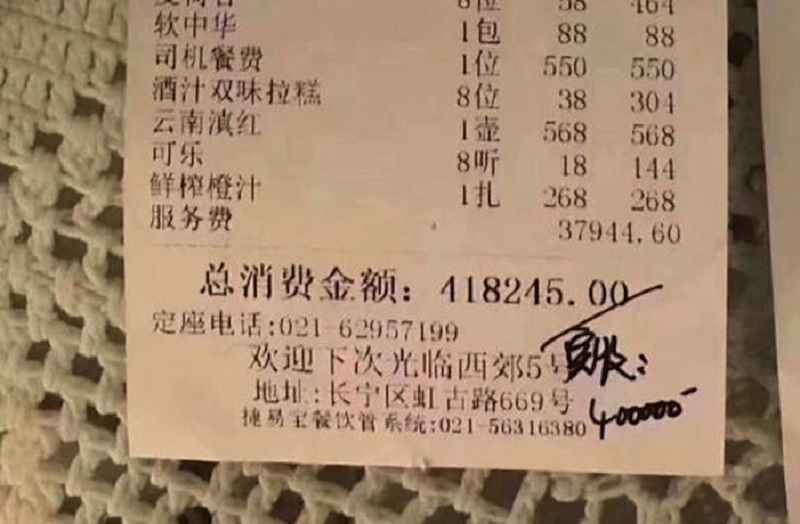 8位 58 464
软中华 1包 88 88
司机餐费 1位 550 550
酒汁双味拉糕 8位 38 304
云南滇红 1壶 568 568
可乐 8听 18 144
鲜榨橙汁 1扎 268 268
服务费 37944.60
总消费金额: 418245.00
定座电话:021-62957199
欢迎下次光临西郊5号
实收:
地址:长宁区虹古路669号
400000
捷易宝餐饮管系统:021-56316380